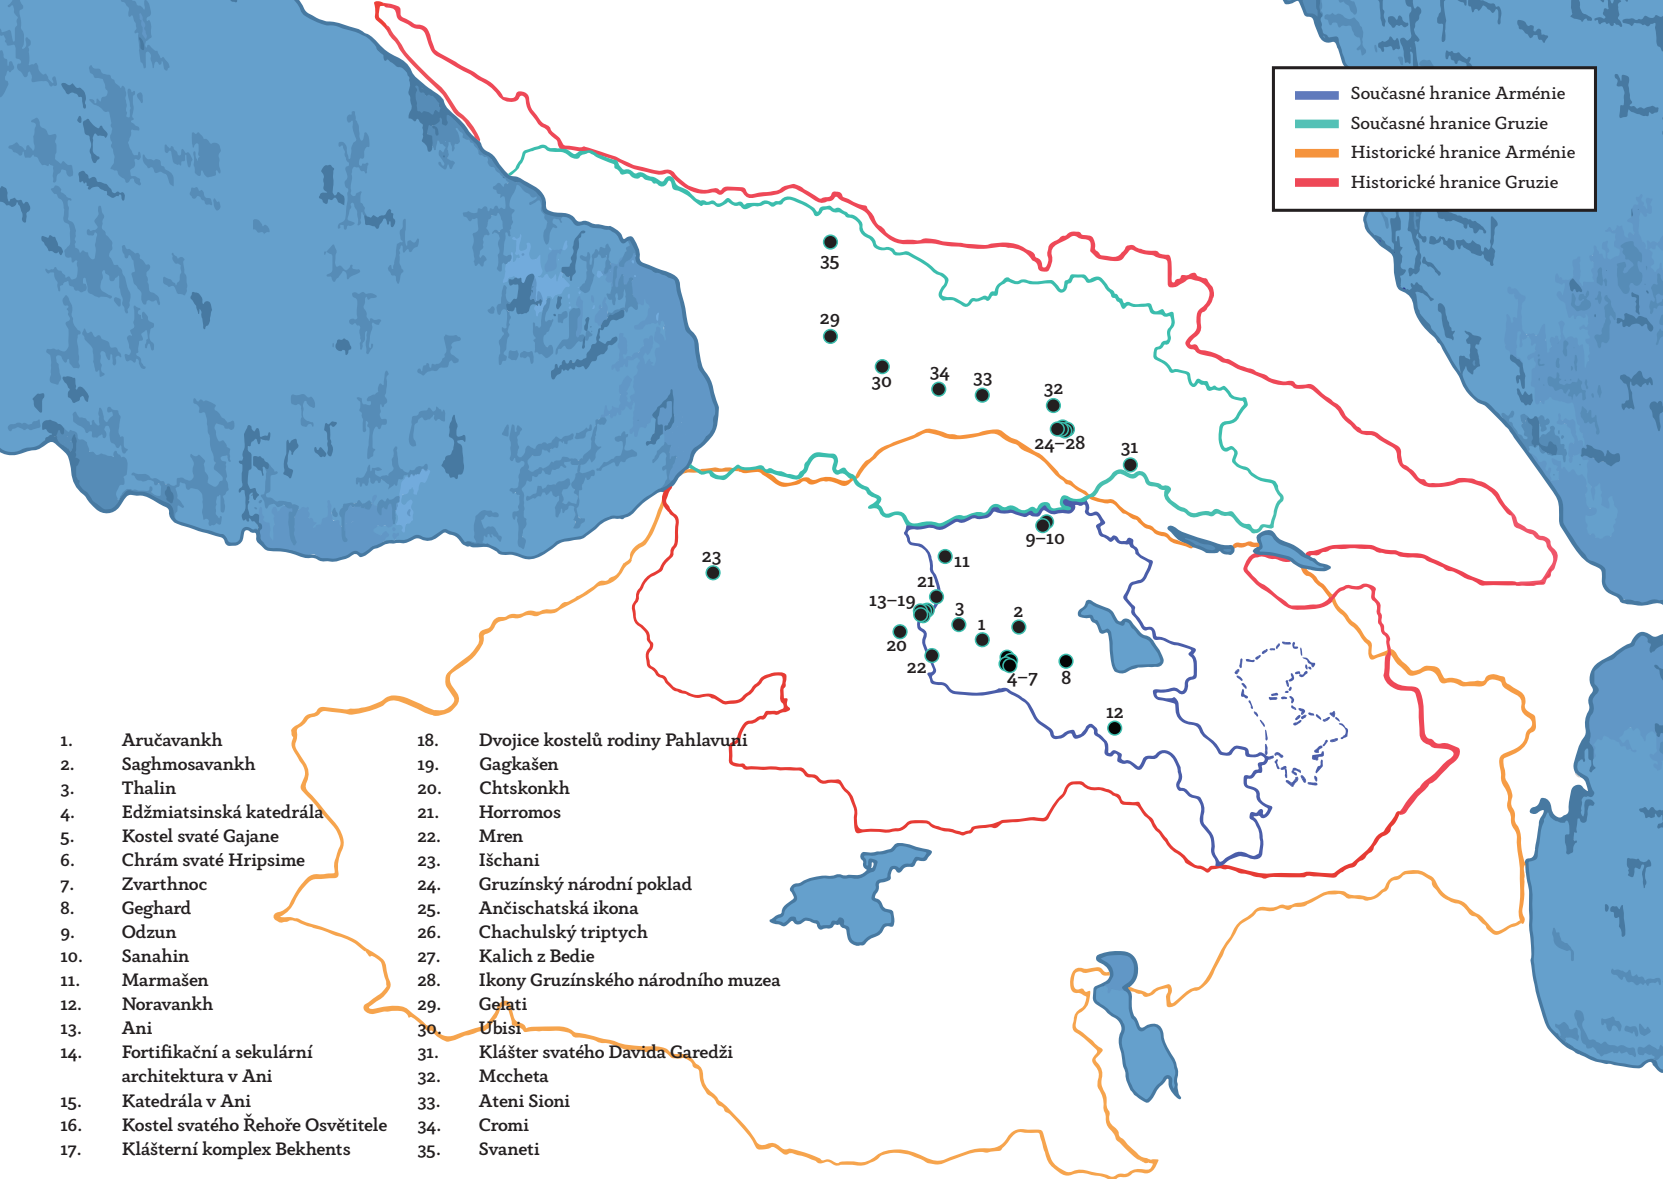 Současné hranice Arménie
Současné hranice Gruzie
Historické hranice Arménie
Historické hranice Gruzie
35
29
30
34
33
32
24–28
31
9–10
11
23
21
13–19
3
1
2
20
22
4–7
8
12
1. Aručavankh
2. Saghmosavankh
3. Thalin
4. Edžmiatsinská katedrála
5. Kostel svaté Gajane
6. Chrám svaté Hripsime
7. Zvarthnoc
8. Geghard
9. Odzun
10. Sanahin
11. Marmašen
12. Noravankh
13. Ani
14. Fortifikační a sekulární
architektura v Ani
15. Katedrála v Ani
16. Kostel svatého Řehoře Osvětitele
17. Klášterní komplex Bekhents
18. Dvojice kostelů rodiny Pahlavuni
19. Gagkašen
20. Chtskonkh
21. Horromos
22. Mren
23. Išchani
24. Gruzínský národní poklad
25. Ančischatská ikona
26. Chachulský triptych
27. Kalich z Bedie
28. Ikony Gruzínského národního muzea
29. Gelati
30. Ubisi
31. Klášter svatého Davida Garedži
32. Mccheta
33. Ateni Sioni
34. Cromi
35. Svaneti